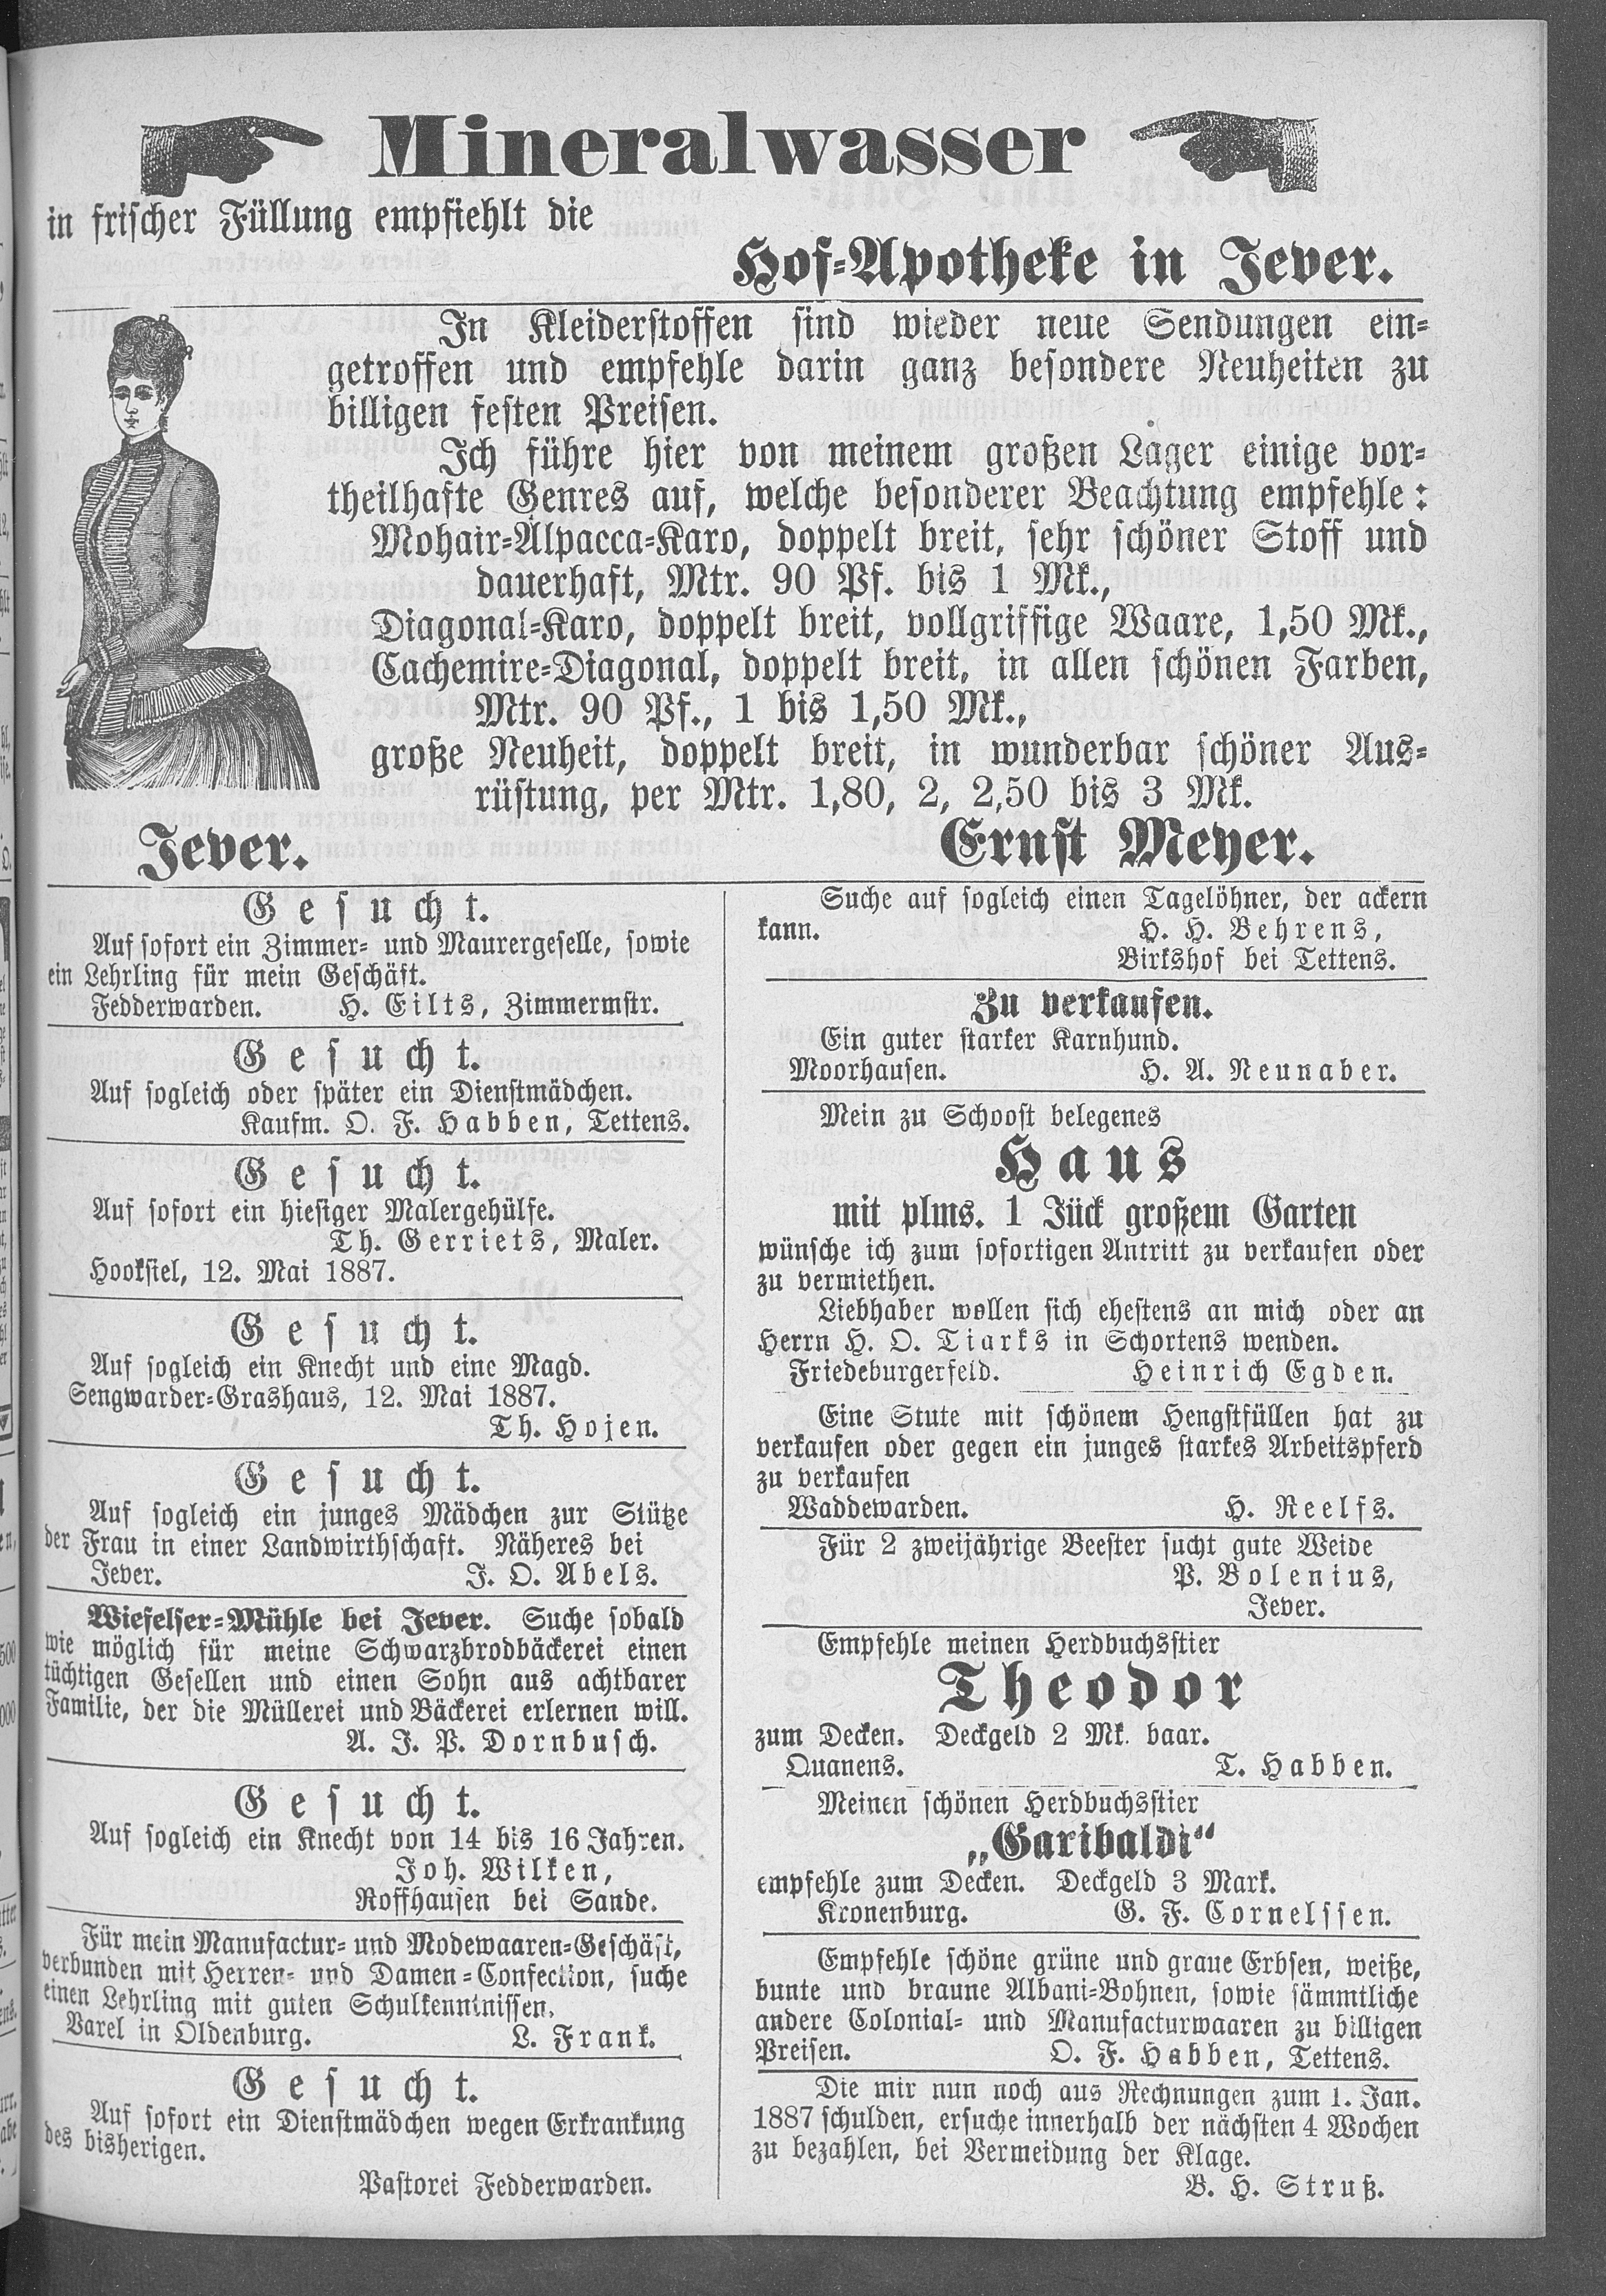 Mineralwasser
in frischer Füllung empfiehlt die
Hof-Apotheke in Jever.
In Kleiderstoffen sind wieder neue Sendungen ein-
getroffen und empfehle darin ganz besondere Neuheiten zu
billigen festen Preisen.
Ich führe hier von meinem großen Lager einige vor-
theilhafte Genres auf, welche besonderer Beachtung empfehle:
Mohair-Alpacca-Karo, doppelt breit, sehr schöner Stoff und
dauerhaft, Mtr. 90 Pf. bis 1 Mk.,
Diagonal-Karo, doppelt breit, vollgriffige Waare, 1,50 Mk.,
Cachemire-Diagonal, doppelt breit, in allen schönen Farben,
Mtr. 90 Pf., 1 bis 1,50 Mk.,
große Neuheit, doppelt breit, in wunderbar schöner Aus-
rüstung, per Mtr. 1,80, 2, 2,50 bis 3 Mk.
Jever. Ernst Meyer.
Gesucht.
Auf sofort ein Zimmer- und Maurergeselle, sowie
ein Lehrling für mein Geschäft.
Fedderwarden. H. Eilts, Zimmermstr.
Gesucht.
Auf sogleich oder später ein Dienstmädchen.
Kaufm. O. F. Habben, Tettens.
Gesucht.
Auf sofort ein hiesiger Malergehülfe.
Th. Gerriets, Maler.
Hooksiel, 12. Mai 1887.
Gesucht.
Auf sogleich ein Knecht und eine Magd.
Sengwarder-Grashaus, 12. Mai 1887.
Th. Hojen.
Gesucht.
Auf sogleich ein junges Mädchen zur Stütze
der Frau in einer Landwirthschaft. Näheres bei
Jever. J. O. Abels.
Wiefelser-Mühle bei Jever. Suche sobald
wie möglich für meine Schwarzbrodbäckerei einen
tüchtigen Gesellen und einen Sohn aus achtbarer
Familie, der die Müllerei und Bäckerei erlernen will.
A. J. P. Dornbusch.
Gesucht.
Auf sogleich ein Knecht von 14 bis 16 Jahren.
Joh. Wilken,
Roffhausen bei Sande.
Für mein Manufactur- und Modewaaren-Geschäft,
verbunden mit Herren- und Damen-Confection, suche
einen Lehrling mit guten Schulkenntnissen.
Varel in Oldenburg. L. Frank.
Gesucht.
Auf sofort ein Dienstmädchen wegen Erkrankung
des bisherigen.
Pastorei Fedderwarden.
Suche auf sogleich einen Tagelöhner, der ackern
kann. H. H. Behrens,
Birkshof bei Tettens.
Zu verkaufen.
Ein guter starker Karnhund.
Moorhausen. H. A. Neunaber.
Mein zu Schoost belegenes
Haus
mit plms. 1 Jück großem Garten
wünsche ich zum sofortigen Antritt zu verkaufen oder
zu vermiethen.
Liebhaber wollen sich ehestens an mich oder an
Herrn H. O. Tiarks in Schortens wenden.
Friedeburgerfeld. Heinrich Egden.
Eine Stute mit schönem Hengstfüllen hat zu
verkaufen oder gegen ein junges starkes Arbeitspferd
zu verkaufen
Waddewarden. H. Reelfs.
Für 2 zweijährige Beester sucht gute Weide
P. Bolenius,
Jever.
Empfehle meinen Herdbuchsstier
Theodor
zum Decken. Deckgeld 2 Mk. baar.
Quanens. T. Habben.
Meinen schönen Herdbuchsstier
„Garibaldi“
empfehle zum Decken. Deckgeld 3 Mark.
Kronenburg. G. F. Cornelssen.
Empfehle schöne grüne und graue Erbsen, weiße,
bunte und braune Albani-Bohnen, sowie sämmtliche
andere Colonial- und Manufacturwaaren zu billigen
Preisen. O. F. Habben, Tettens.
Die mir nun noch aus Rechnungen zum 1. Jan.
1887 schulden, ersuche innerhalb der nächsten 4 Wochen
zu bezahlen, bei Vermeidung der Klage.
B. H. Struß.